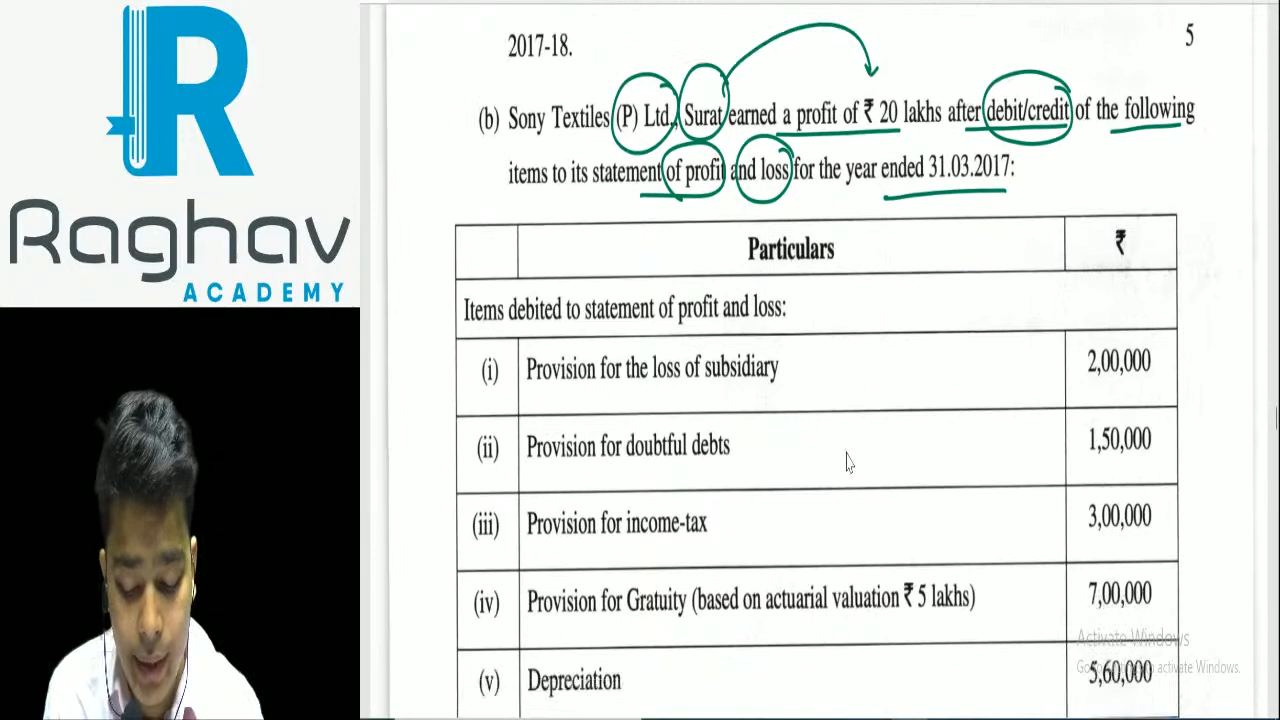 R
Raghav
ACADEMY
2017-18.
5
(b) Sony Textiles (P) Ltd., Surat earned a profit of ₹ 20 lakhs after debit/credit of the following
items to its statement of profit and loss for the year ended 31.03.2017:
Particulars ₹
Items debited to statement of profit and loss:
(i) Provision for the loss of subsidiary 2,00,000
(ii) Provision for doubtful debts 1,50,000
(iii) Provision for income-tax 3,00,000
(iv) Provision for Gratuity (based on actuarial valuation ₹ 5 lakhs) 7,00,000
Activate Windows
(v) Depreciation 5,60,000
activate Windows.